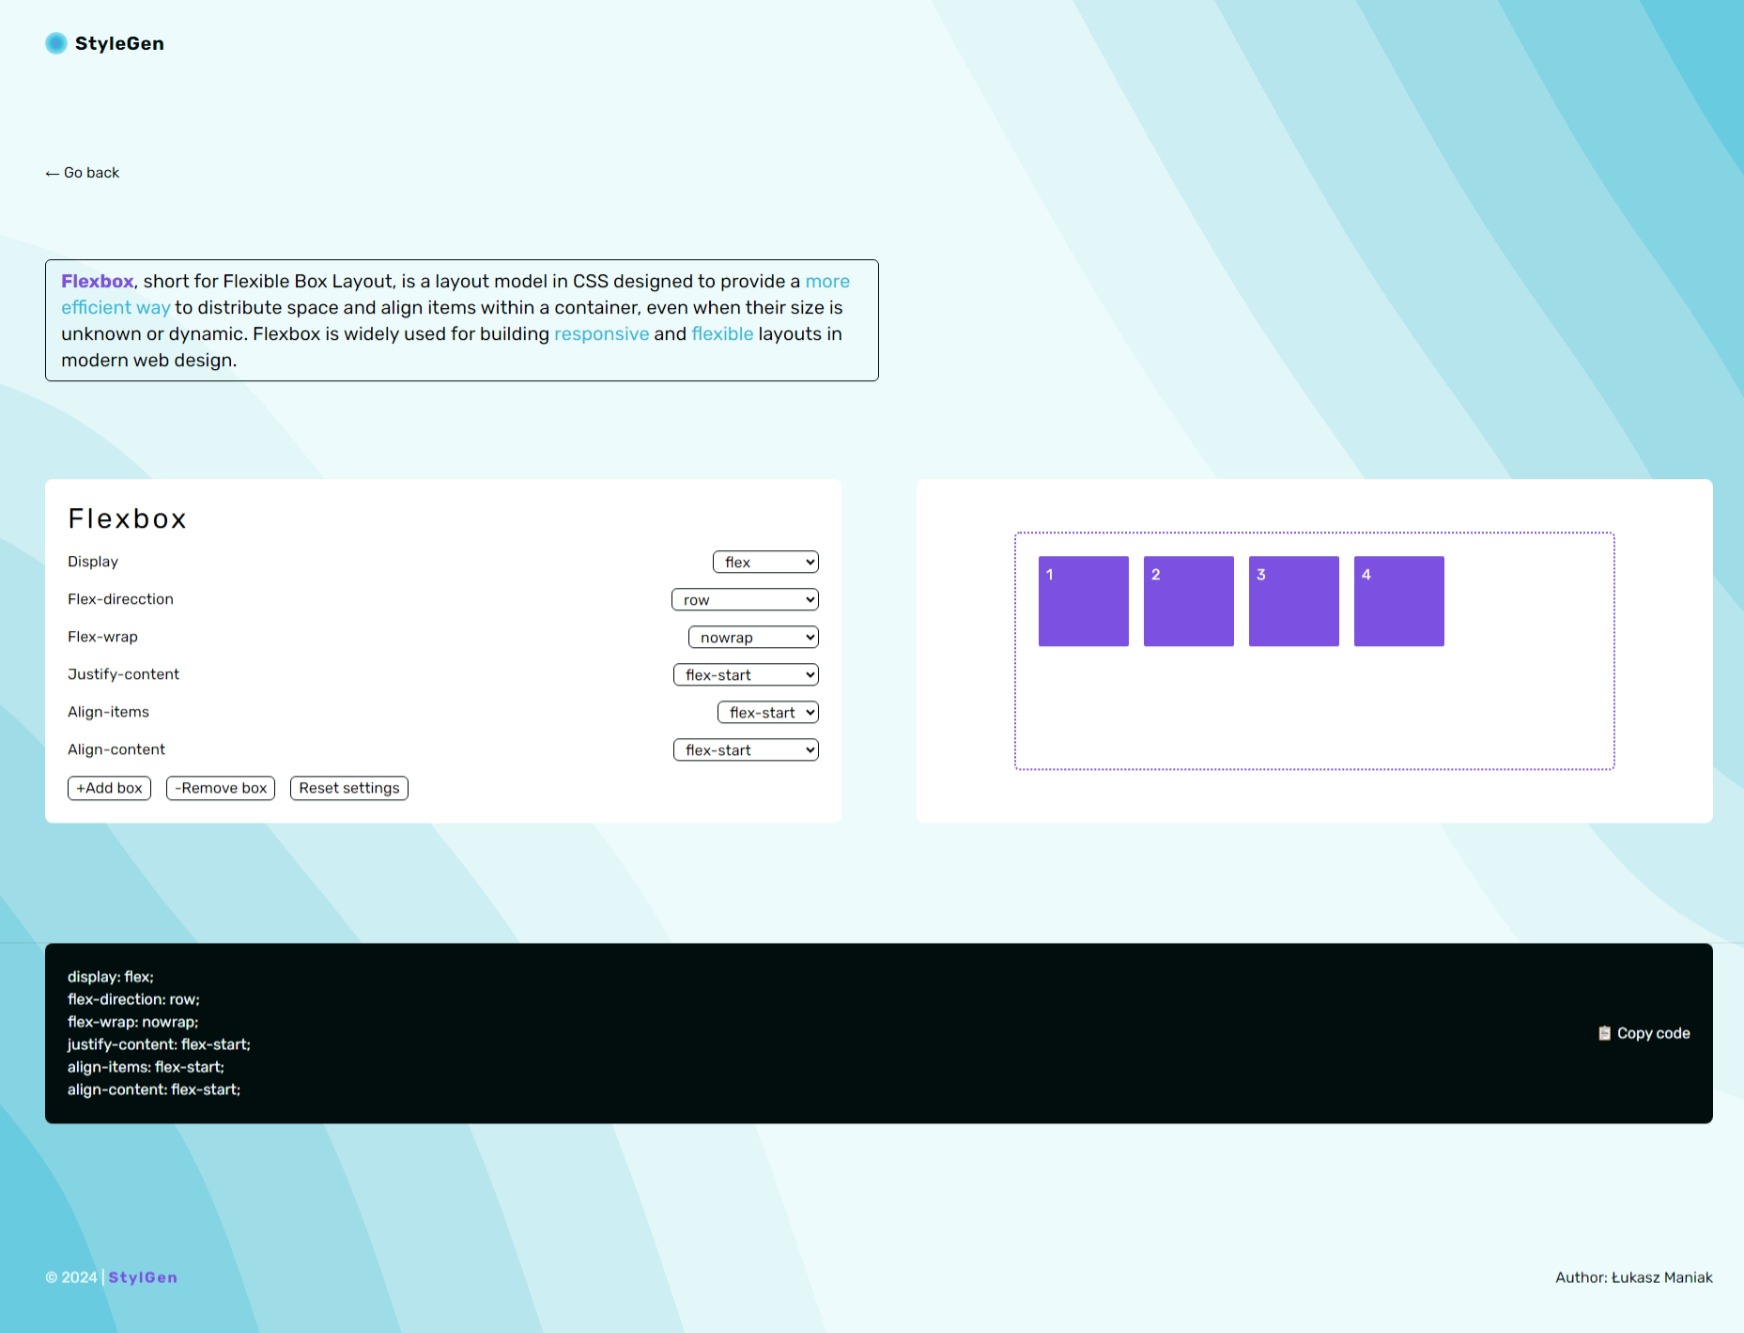 StyleGen
← Go back
Flexbox, short for Flexible Box Layout, is a layout model in CSS designed to provide a more
efficient way to distribute space and align items within a container, even when their size is
unknown or dynamic. Flexbox is widely used for building responsive and flexible layouts in
modern web design.
Flexbox
Display flex
Flex-direcction row
Flex-wrap nowrap
Justify-content flex-start
Align-items flex-start
Align-content flex-start
+Add box -Remove box Reset settings
1 2 3 4
display: flex;
flex-direction: row;
flex-wrap: nowrap;
justify-content: flex-start;
align-items: flex-start;
align-content: flex-start;
📋 Copy code
© 2024 | StylGen
Author: Łukasz Maniak